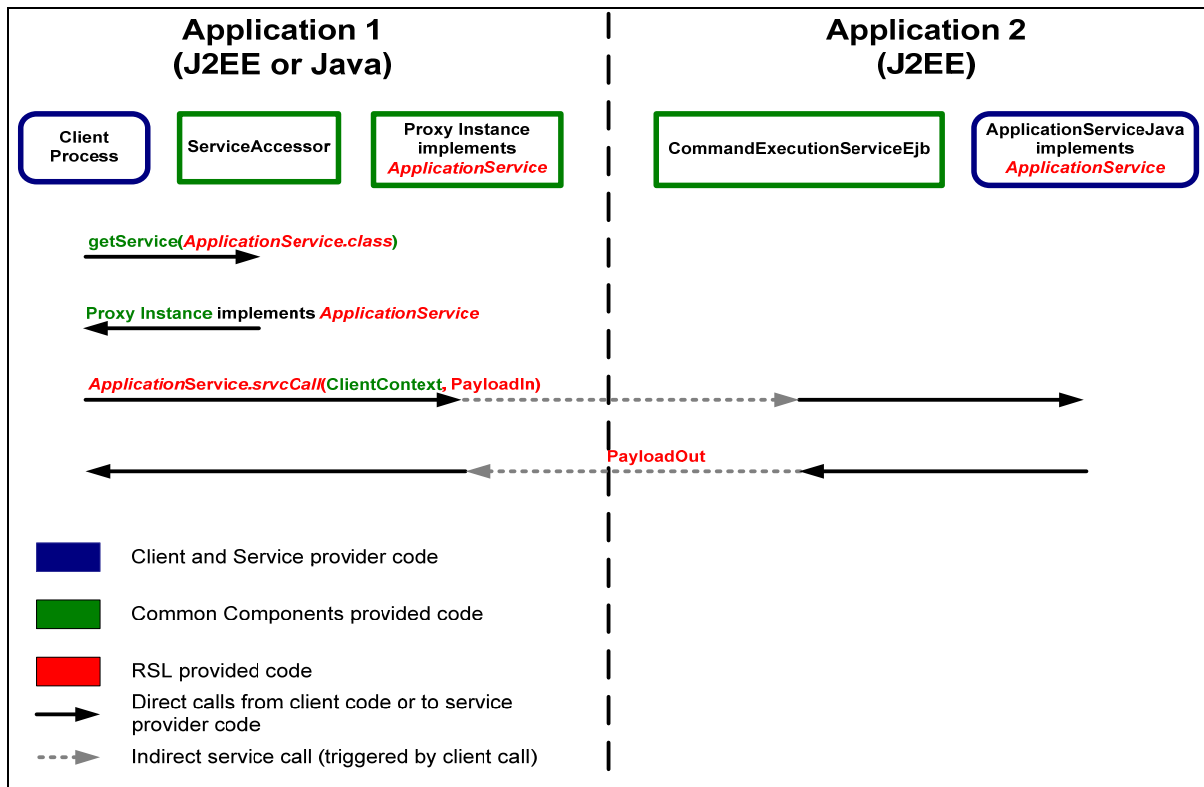 Application 1
(J2EE or Java)
Application 2
(J2EE)
Client
Process
ServiceAccessor
Proxy Instance
implements
ApplicationService
CommandExecutionServiceEjb
ApplicationServiceJava
implements
ApplicationService
getService(ApplicationService.class)
Proxy Instance implements ApplicationService
ApplicationService.srvcCall(ClientContext, PayloadIn)
PayloadOut
Client and Service provider code
Common Components provided code
RSL provided code
Direct calls from client code or to service
provider code
Indirect service call (triggered by client call)